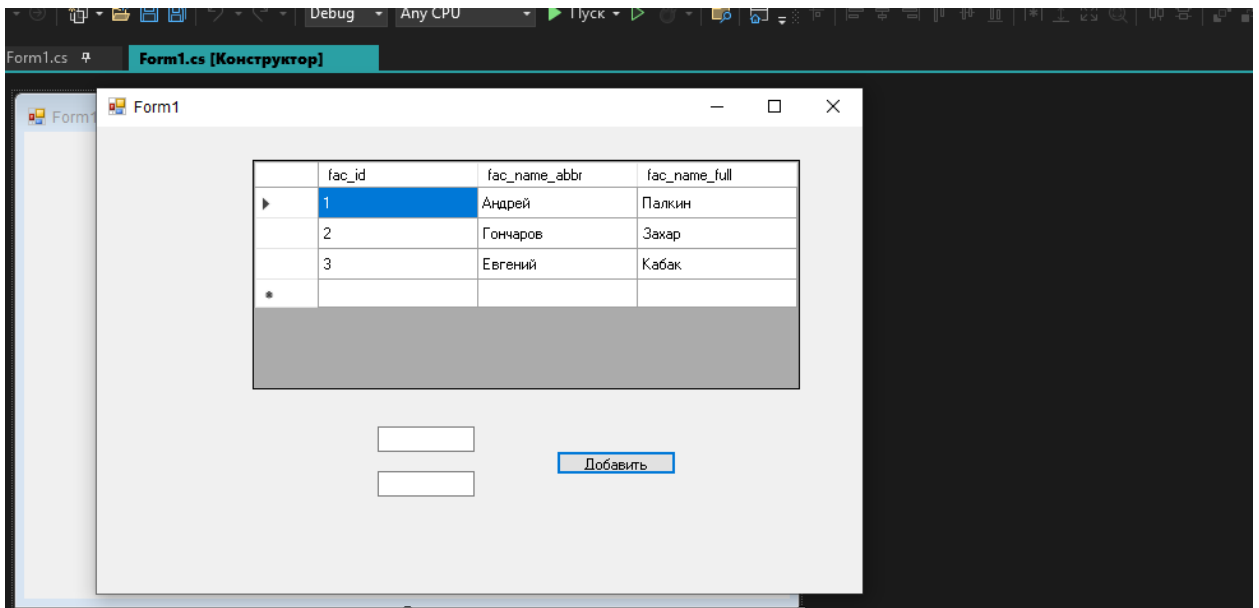 Debug Any CPU Пуск
Form1.cs Form1.cs [Конструктор]
Form1
Form1
fac_id fac_name_abbr fac_name_full
1 Андрей Палкин
2 Гончаров Захар
3 Евгений Кабак
Добавить